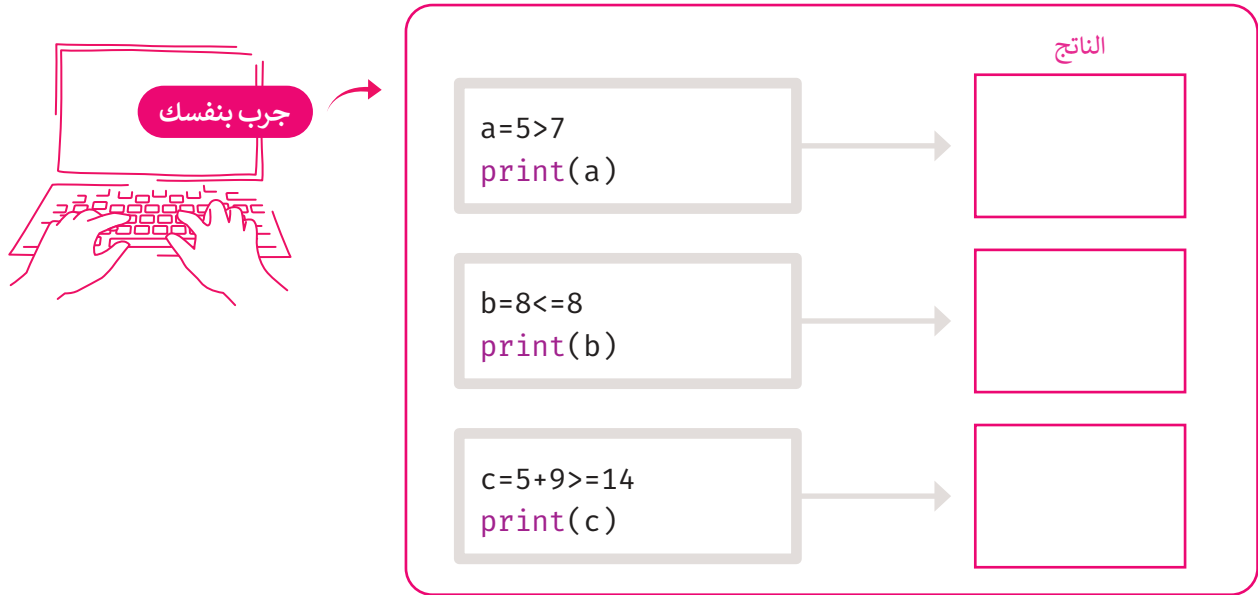 الناتج
جرب بنفسك
a=5>7
print(a)
b=8<=8
print(b)
c=5+9>=14
print(c)